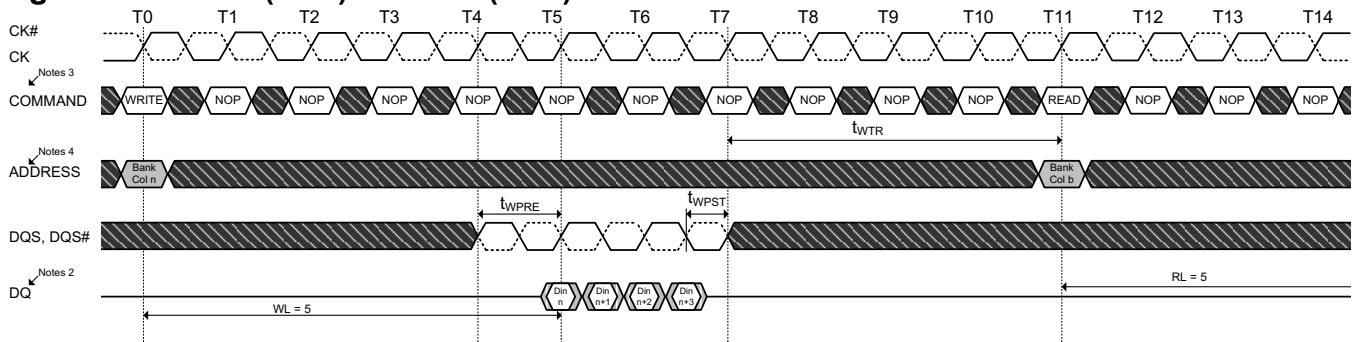 T0 T1 T2 T3 T4 T5 T6 T7 T8 T9 T10 T11 T12 T13 T14
CK#
CK
Notes 3
COMMAND WRITE NOP NOP NOP NOP NOP NOP NOP NOP NOP NOP READ NOP NOP NOP
tWTR
Notes 4
ADDRESS Bank Col n Bank Col b
tWPRE tWPST
DQS, DQS#
Notes 2
DQ Din n Din n+1 Din n+2 Din n+3
RL = 5
WL = 5